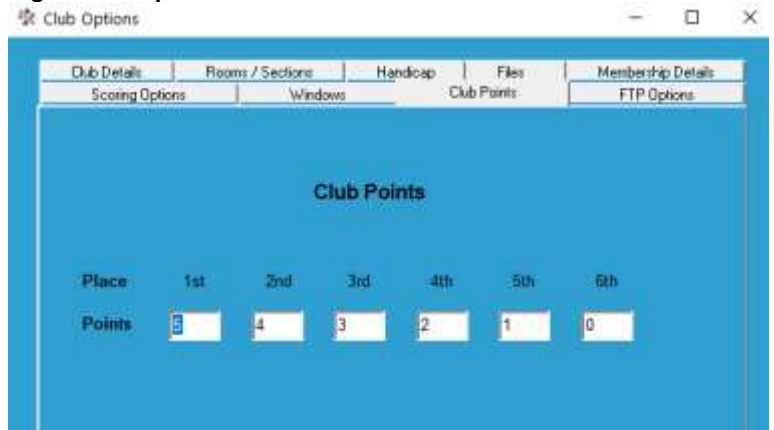 Club Options
Club Details Rooms / Sections Handicap Files Membership Details
Scoring Options Windows Club Points FTP Options
Club Points
Place 1st 2nd 3rd 4th 5th 6th
Points 5 4 3 2 1 0